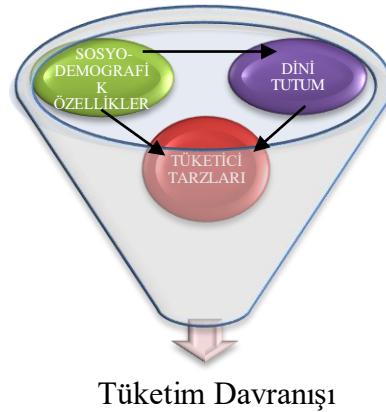 SOSYO-
DEMOGRAFİ
K
ÖZELLİKLER
DİNİ
TUTUM
TÜKETİCİ
TARZLARI
Tüketim Davranışı